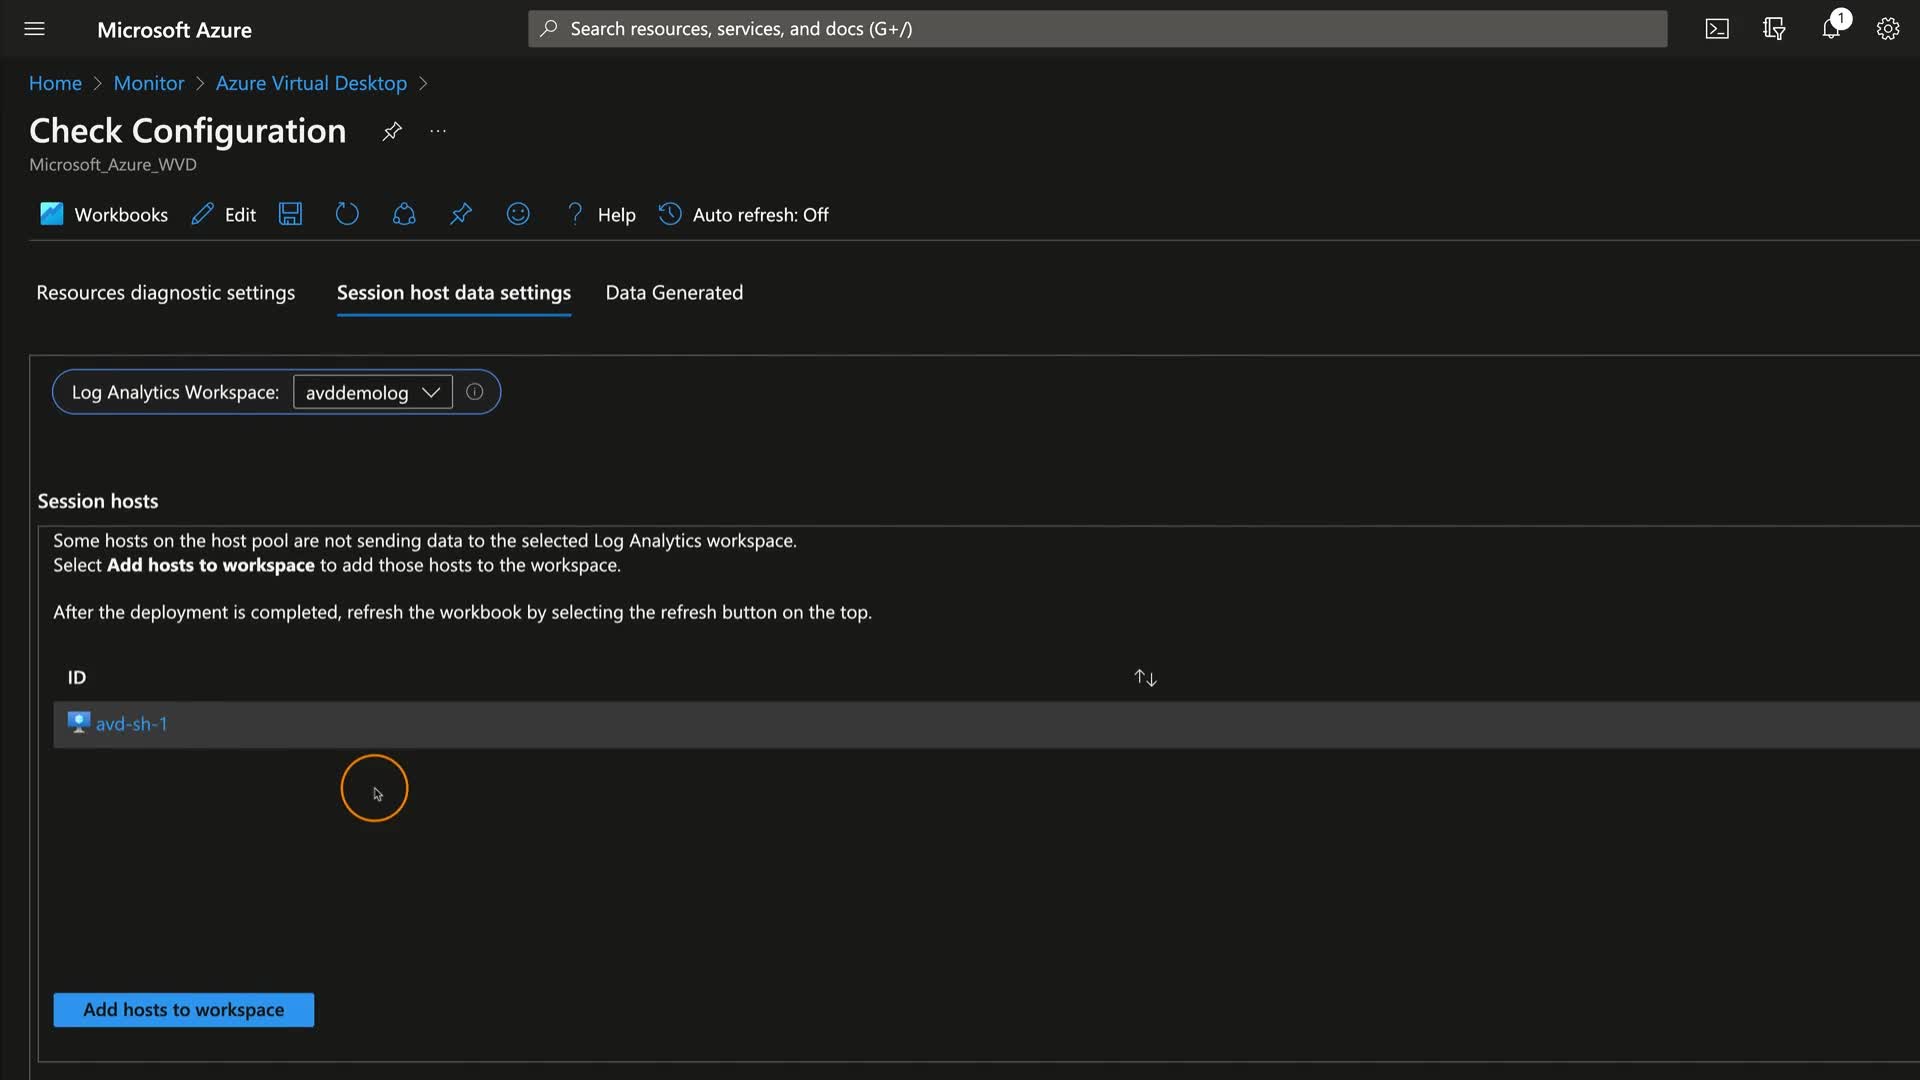 Microsoft Azure
Search resources, services, and docs (G+/)
1
Home > Monitor > Azure Virtual Desktop >
Check Configuration
Microsoft_Azure_WVD
Workbooks Edit Help Auto refresh: Off
Resources diagnostic settings Session host data settings Data Generated
Log Analytics Workspace: avddemolog
Session hosts
Some hosts on the host pool are not sending data to the selected Log Analytics workspace.
Select Add hosts to workspace to add those hosts to the workspace.
After the deployment is completed, refresh the workbook by selecting the refresh button on the top.
ID
avd-sh-1
Add hosts to workspace